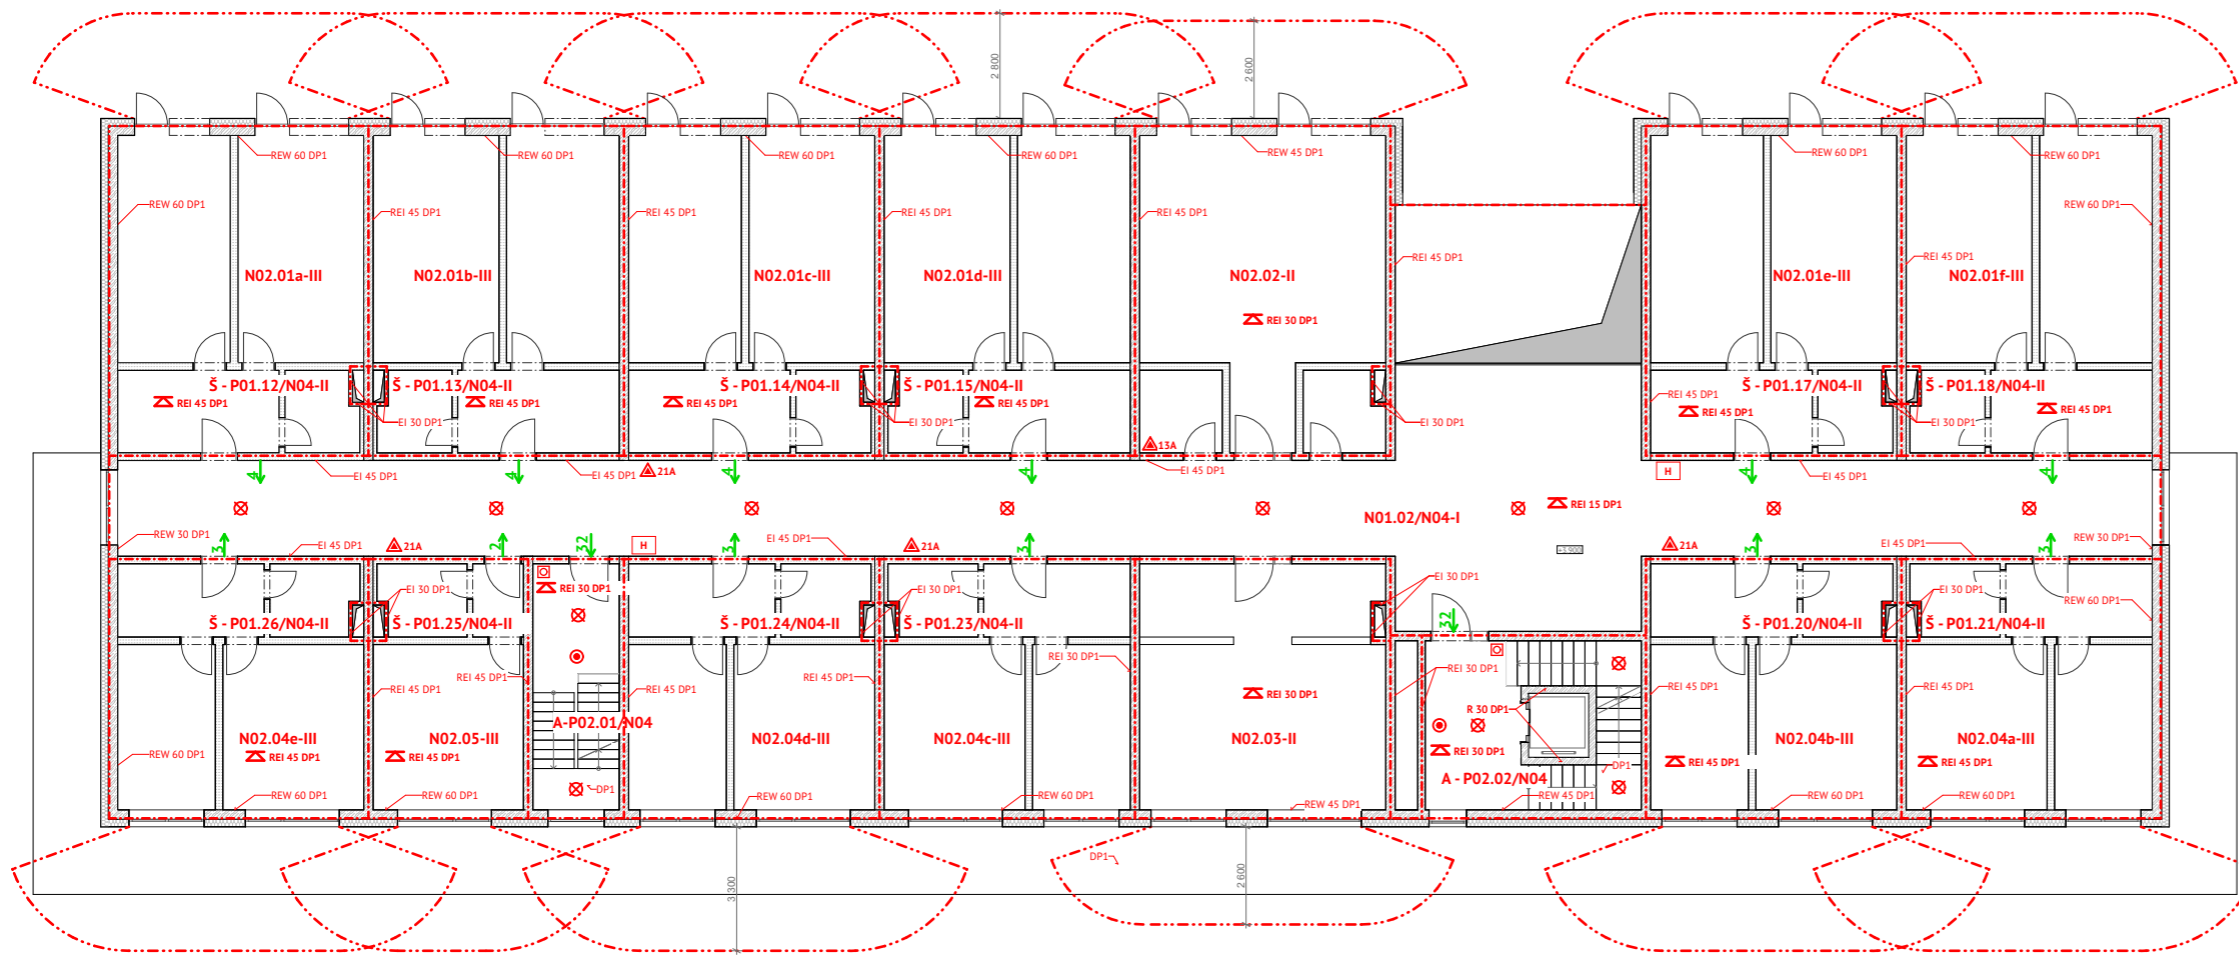 2 800
2 600
REW 60 DP1
REW 60 DP1
REW 60 DP1
REW 60 DP1
REW 45 DP1
REW 60 DP1
REW 60 DP1
REW 60 DP1
REI 45 DP1
REI 45 DP1
REI 45 DP1
REI 45 DP1
REI 45 DP1
REI 45 DP1
REW 60 DP1
N02.01a-III
N02.01b-III
N02.01c-III
N02.01d-III
N02.02-II
N02.01e-III
N02.01f-III
REI 30 DP1
Š - P01.12/N04-II
Š - P01.13/N04-II
Š - P01.14/N04-II
Š - P01.15/N04-II
Š - P01.17/N04-II
Š - P01.18/N04-II
REI 45 DP1
REI 45 DP1
REI 45 DP1
REI 45 DP1
REI 45 DP1
REI 45 DP1
REI 45 DP1
EI 30 DP1
EI 30 DP1
EI 30 DP1
EI 30 DP1
13A
EI 45 DP1
EI 45 DP1
21A
EI 45 DP1
H
EI 45 DP1
4
4
4
4
4
4
REI 15 DP1
N01.02/N04-I
REW 30 DP1
EI 45 DP1
21A
H
EI 45 DP1
21A
21A
EI 45 DP1
REW 30 DP1
3
2
32
3
3
3
3
REI 30 DP1
EI 30 DP1
EI 30 DP1
EI 30 DP1
EI 30 DP1
REW 60 DP1
32
Š - P01.26/N04-II
Š - P01.25/N04-II
Š - P01.24/N04-II
Š - P01.23/N04-II
Š - P01.20/N04-II
Š - P01.21/N04-II
REI 45 DP1
REI 45 DP1
REI 45 DP1
REI 45 DP1
REI 30 DP1
REI 30 DP1
REI 30 DP1
REI 45 DP1
REI 45 DP1
R 30 DP1
A-P02.01/N04
N02.04e-III
N02.05-III
N02.04d-III
N02.04c-III
N02.03-II
N02.04b-III
N02.04a-III
REW 60 DP1
REI 45 DP1
REI 45 DP1
REI 30 DP1
REI 45 DP1
REI 45 DP1
DP1
A - P02.02/N04
DP1
REW 60 DP1
REW 60 DP1
REW 60 DP1
REW 60 DP1
REW 45 DP1
REW 45 DP1
REW 60 DP1
REW 60 DP1
DP1
3 300
2 600